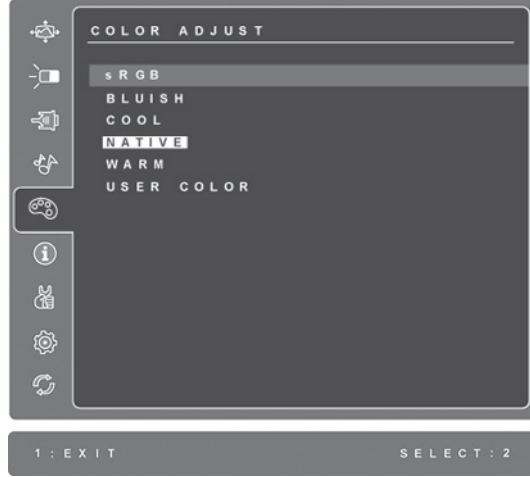 COLOR ADJUST
sRGB
BLUISH
COOL
NATIVE
WARM
USER COLOR
1:EXIT SELECT:2